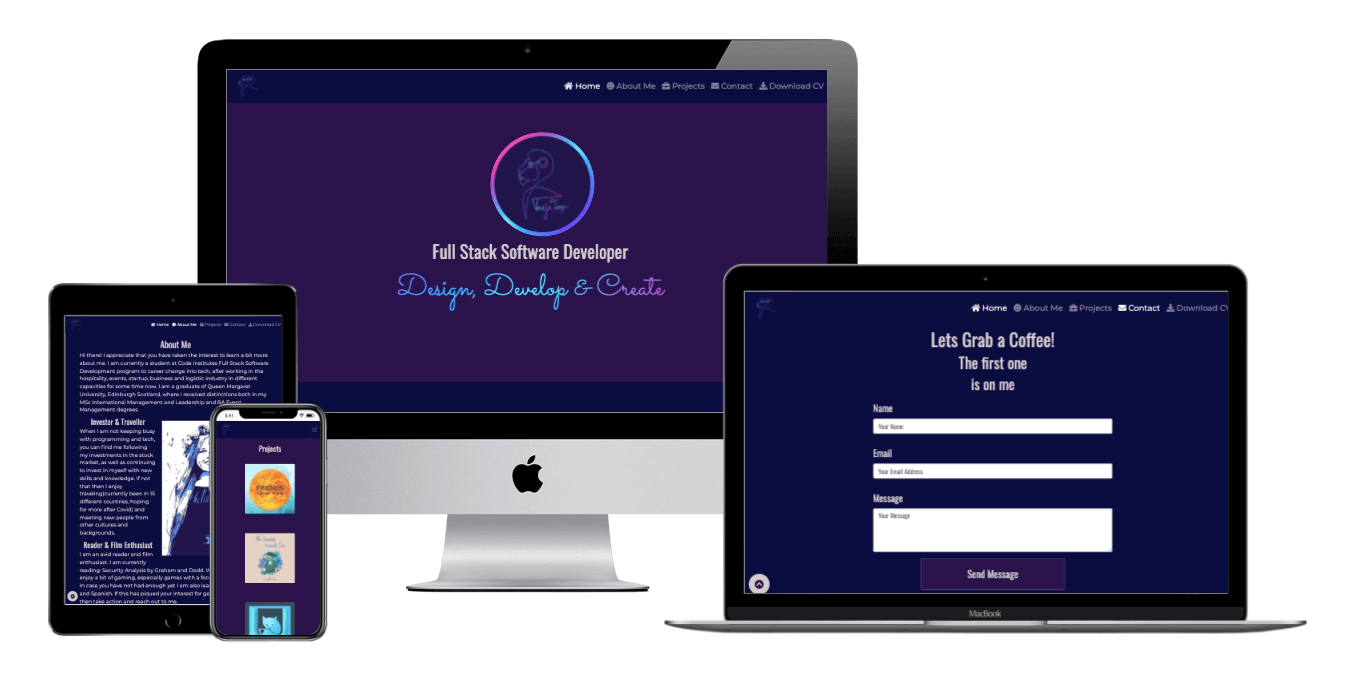 Home About Me Projects Contact Download CV
Full Stack Software Developer
Design, Develop & Create
Home About Me Projects Contact Download CV
About Me
Hi there! I appreciate that you have taken the interest to learn a bit more
about me. I am currently a student at Code Institutes Full Stack Software
Development program to career change into tech, after working in the
hospitality, events, startup, business and logistic industry in different
capacities for some time now. I am a graduate of Queen Margaret
University, Edinburgh Scotland, where I received distinctions both in my
MSc International Management and Leadership and BA Event
Management degrees.
Investor & Traveller
When I am not keeping busy
with programming and tech,
you can find me following
my investments in the stock
market, as well as continuing
to invest in myself with new
skills and knowledge. If not
that then I enjoy
traveling(currently been in 15
different countries, hoping
for more after Covid) and
meeting new people from
other cultures and
backgrounds.
Reader & Film Enthusiast
I am an avid reader and film
enthusiast. I am currently
reading: Security Analysis by Graham and Dodd.
enjoy a bit of gaming, especially games with a
In case you have not had enough yet I am also
and Spanish. If this has piqued your interest for
then take action and reach out to me.
9:41
Projects
FRIENDS
Home About Me Projects Contact Download CV
Lets Grab a Coffee!
The first one
is on me
Name
Your Name
Email
Your Email Address
Message
Your Message
Send Message
MacBook